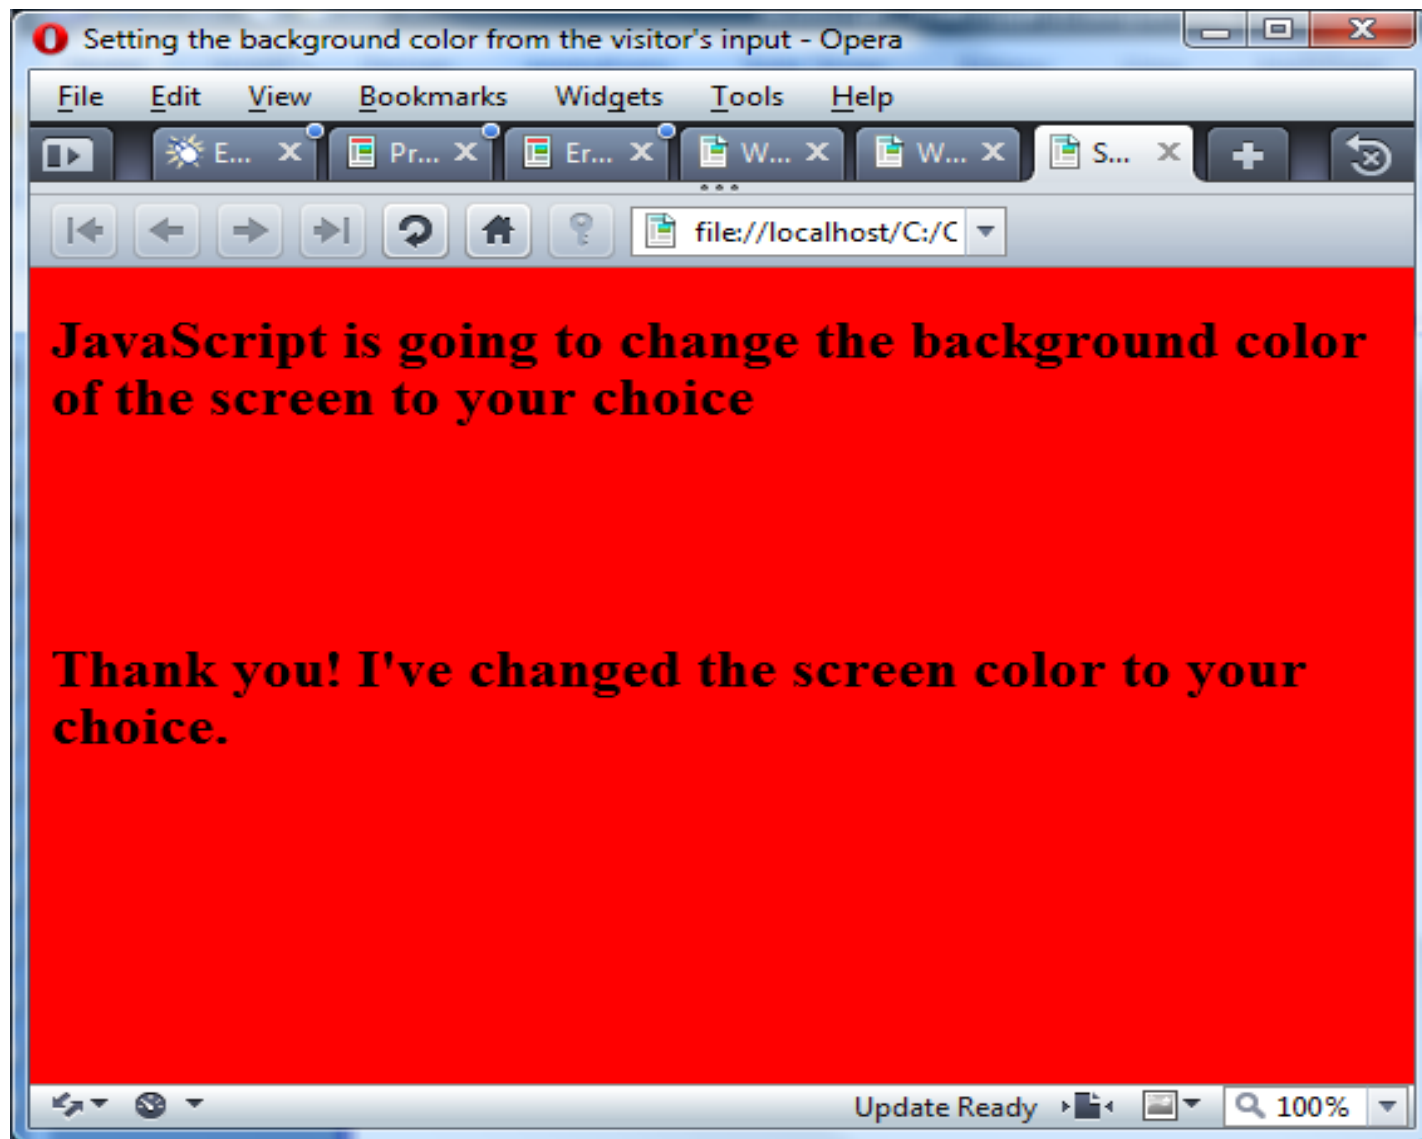 Setting the background color from the visitor's input - Opera
File Edit View Bookmarks Widgets Tools Help
E... Pr... Er... W... W... S...
file://localhost/C:/C
JavaScript is going to change the background color
of the screen to your choice
Thank you! I've changed the screen color to your
choice.
Update Ready 100%